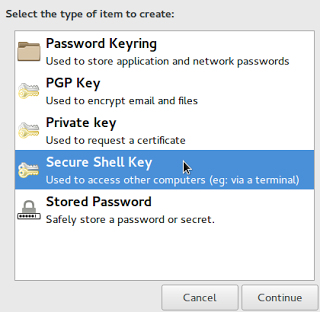 Select the type of item to create:
Password Keyring
Used to store application and network passwords
PGP Key
Used to encrypt email and files
Private key
Used to request a certificate
Secure Shell Key
Used to access other computers (eg: via a terminal)
Stored Password
Safely store a password or secret.
Cancel
Continue